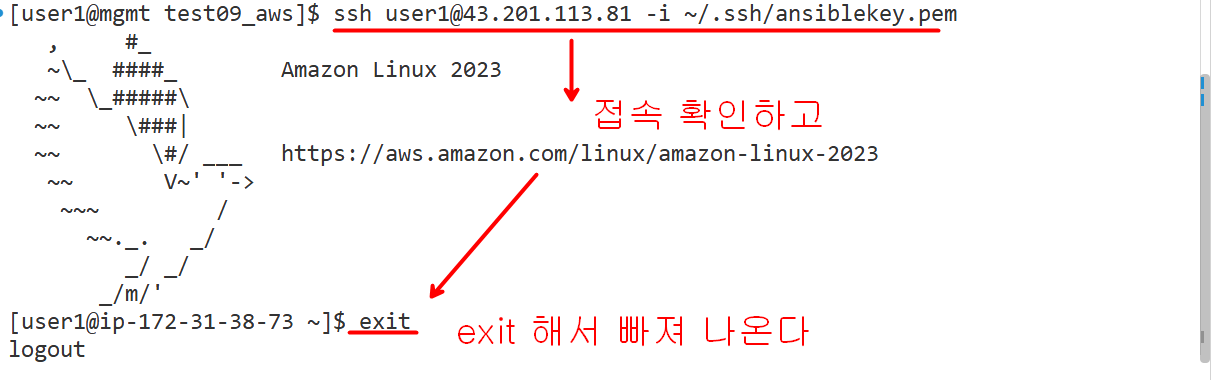 [user1@mgmt test09_aws]$ ssh user1@43.201.113.81 -i ~/.ssh/ansiblekey.pem
   ,     #_
   ~\_  ####_        Amazon Linux 2023
  ~~  \_#####\
접속 확인하고
  ~~     \###|
  ~~       \#/ ___   https://aws.amazon.com/linux/amazon-linux-2023
   ~~       V~' '->
    ~~~         /
      ~~._.   _/
         _/ _/
       _/m/'
[user1@ip-172-31-38-73 ~]$ exit
exit 해서 빠져 나온다
logout